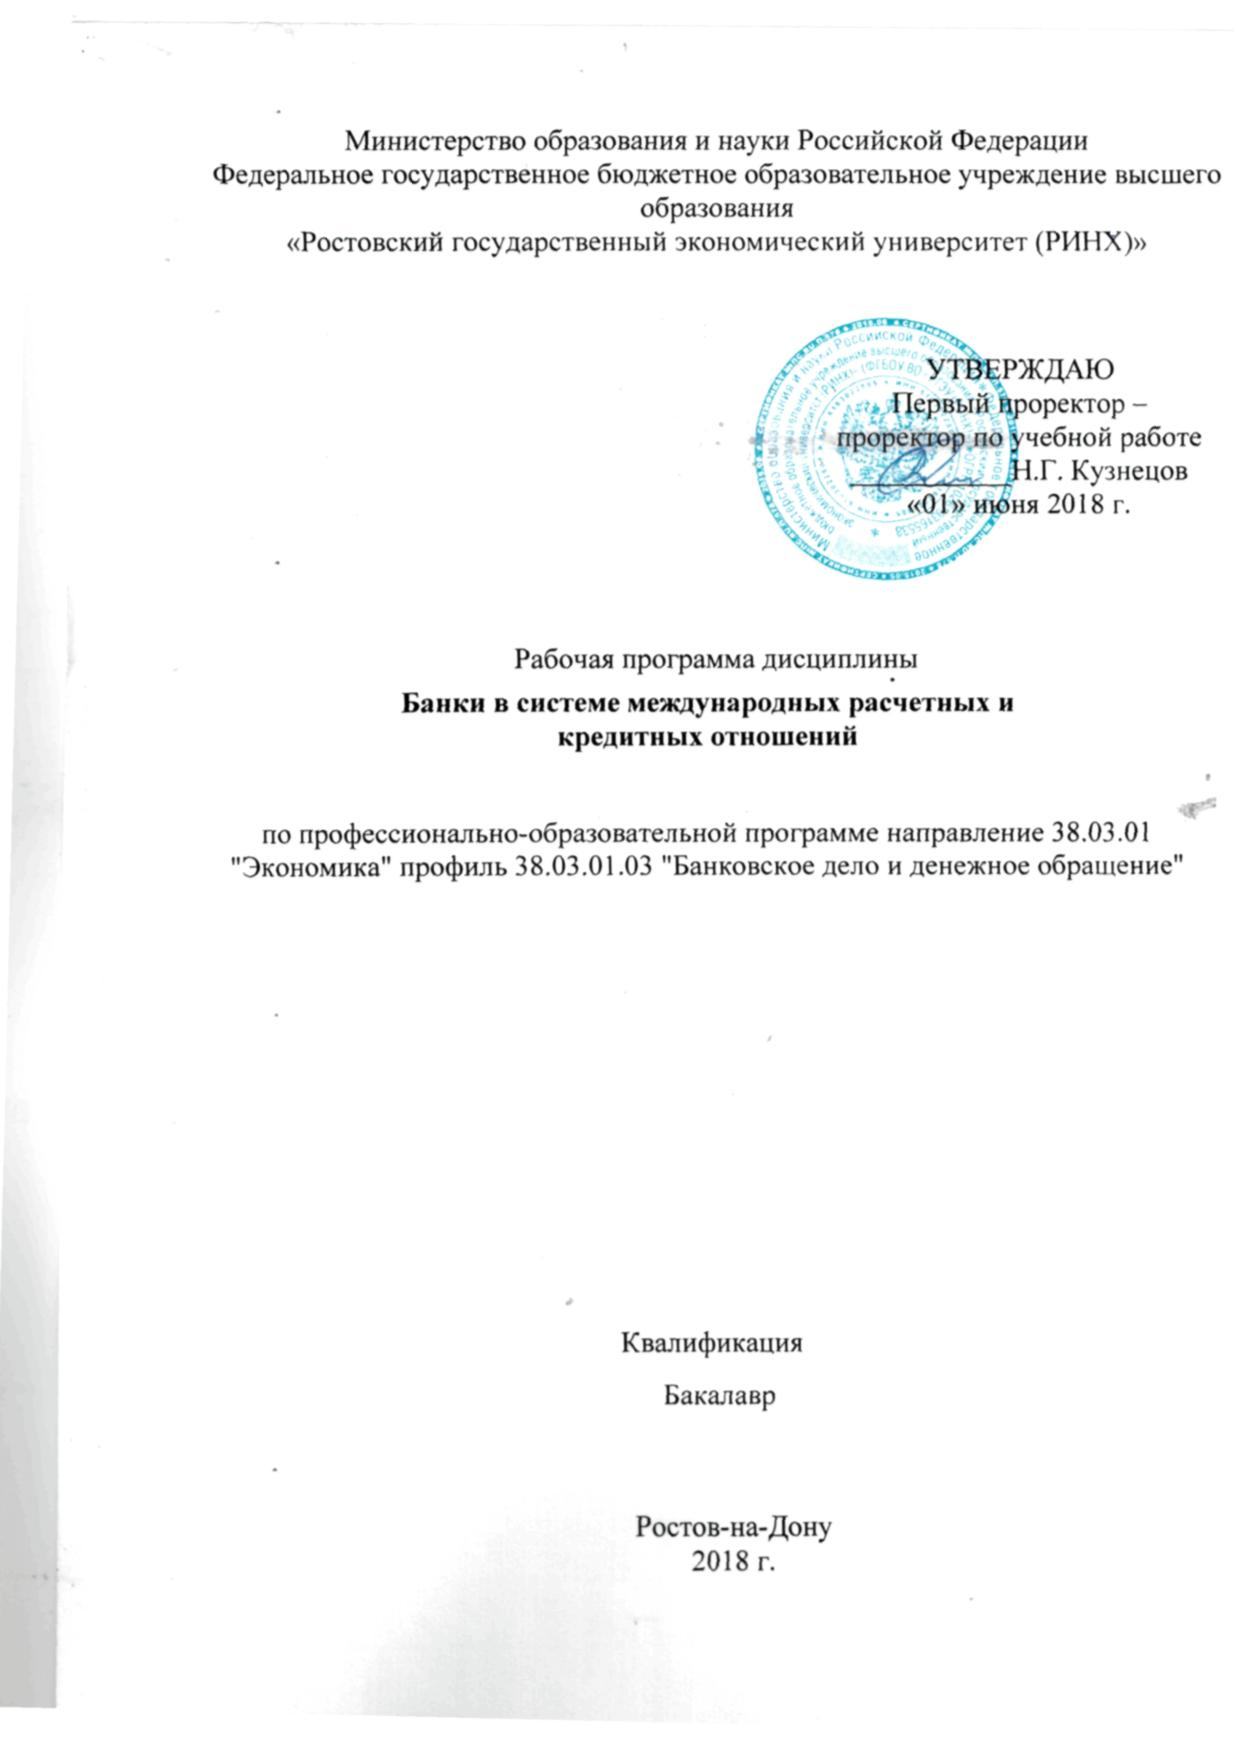 Министерство образования и науки Российской Федерации
Федеральное государственное бюджетное образовательное учреждение высшего
образования
«Ростовский государственный экономический университет (РИНХ)»
УТВЕРЖДАЮ
Первый проректор –
проректор по учебной работе
Н.Г. Кузнецов
«01» июня 2018 г.
Рабочая программа дисциплины
Банки в системе международных расчетных и
кредитных отношений
по профессионально-образовательной программе направление 38.03.01
"Экономика" профиль 38.03.01.03 "Банковское дело и денежное обращение"
Квалификация
Бакалавр
Ростов-на-Дону
2018 г.